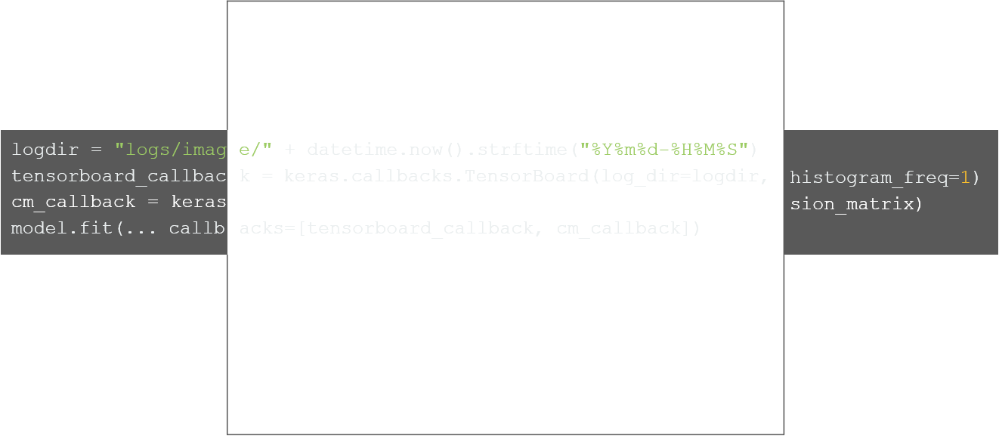 logdir = "logs/image/" + datetime.now().strftime("%Y%m%d-%H%M%S")
tensorboard_callback = keras.callbacks.TensorBoard(log_dir=logdir, histogram_freq=1)
cm_callback = keras sion_matrix)
model.fit(... callbacks=[tensorboard_callback, cm_callback])